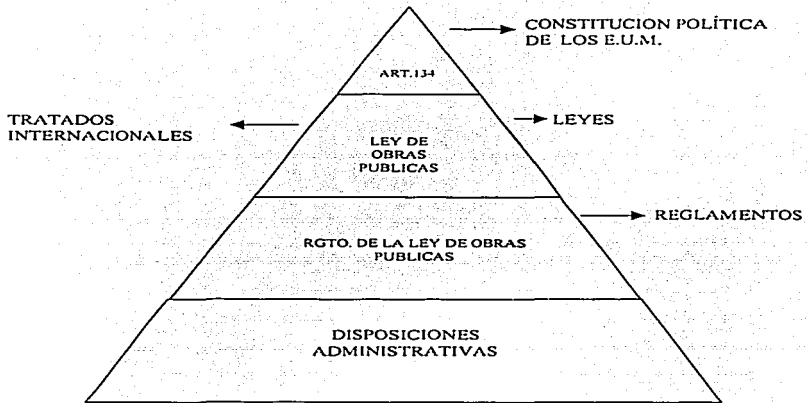 CONSTITUCION POLÍTICA
DE LOS E.U.M.
ART.134
TRATADOS
INTERNACIONALES
LEYES
LEY DE
OBRAS
PUBLICAS
REGLAMENTOS
RGTO. DE LA LEY DE OBRAS
PUBLICAS
DISPOSICIONES
ADMINISTRATIVAS